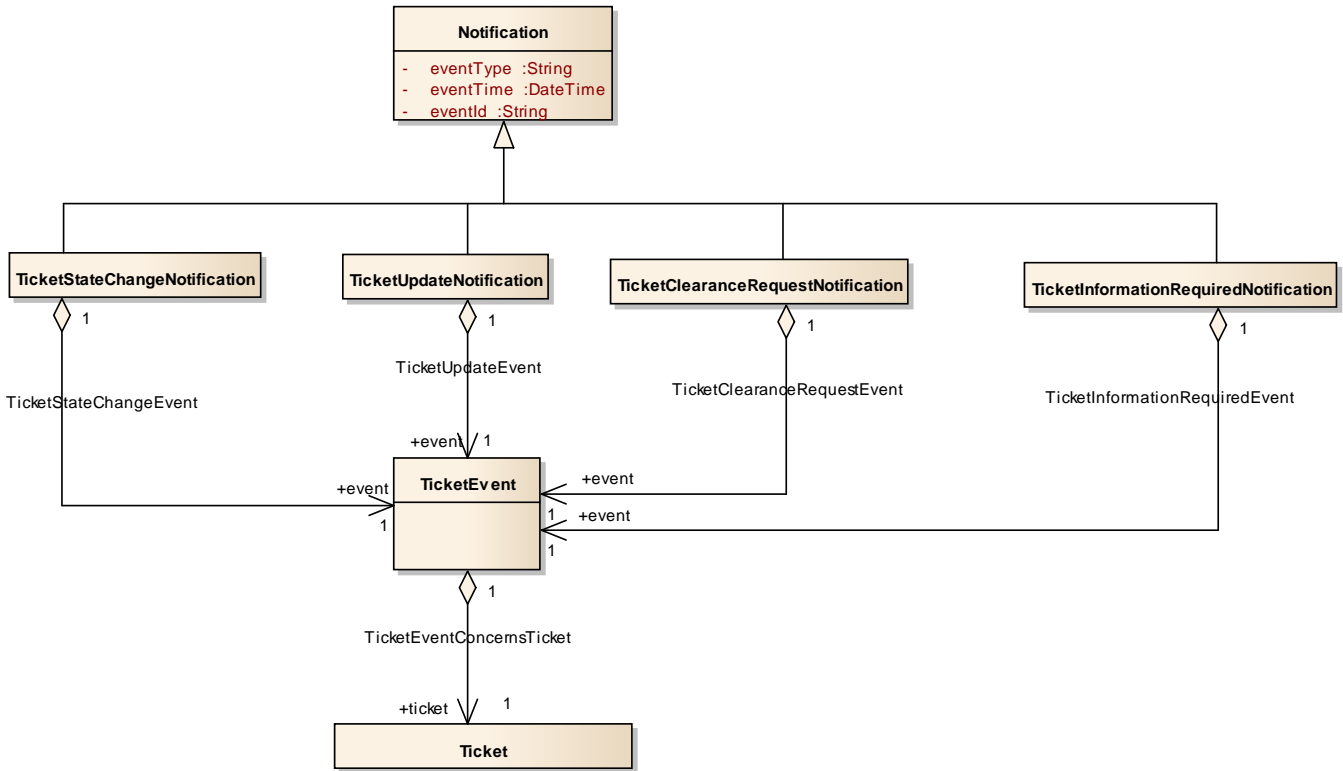 Notification
- eventType :String
- eventTime :DateTime
- eventId :String
TicketStateChangeNotification
TicketUpdateNotification
TicketClearanceRequestNotification
TicketInformationRequiredNotification
1
1
1
1
TicketStateChangeEvent
TicketUpdateEvent
TicketClearanceRequestEvent
TicketInformationRequiredEvent
+event 1
+event
1
TicketEvent
+event
1
+event
1
1
TicketEventConcernsTicket
+ticket 1
Ticket